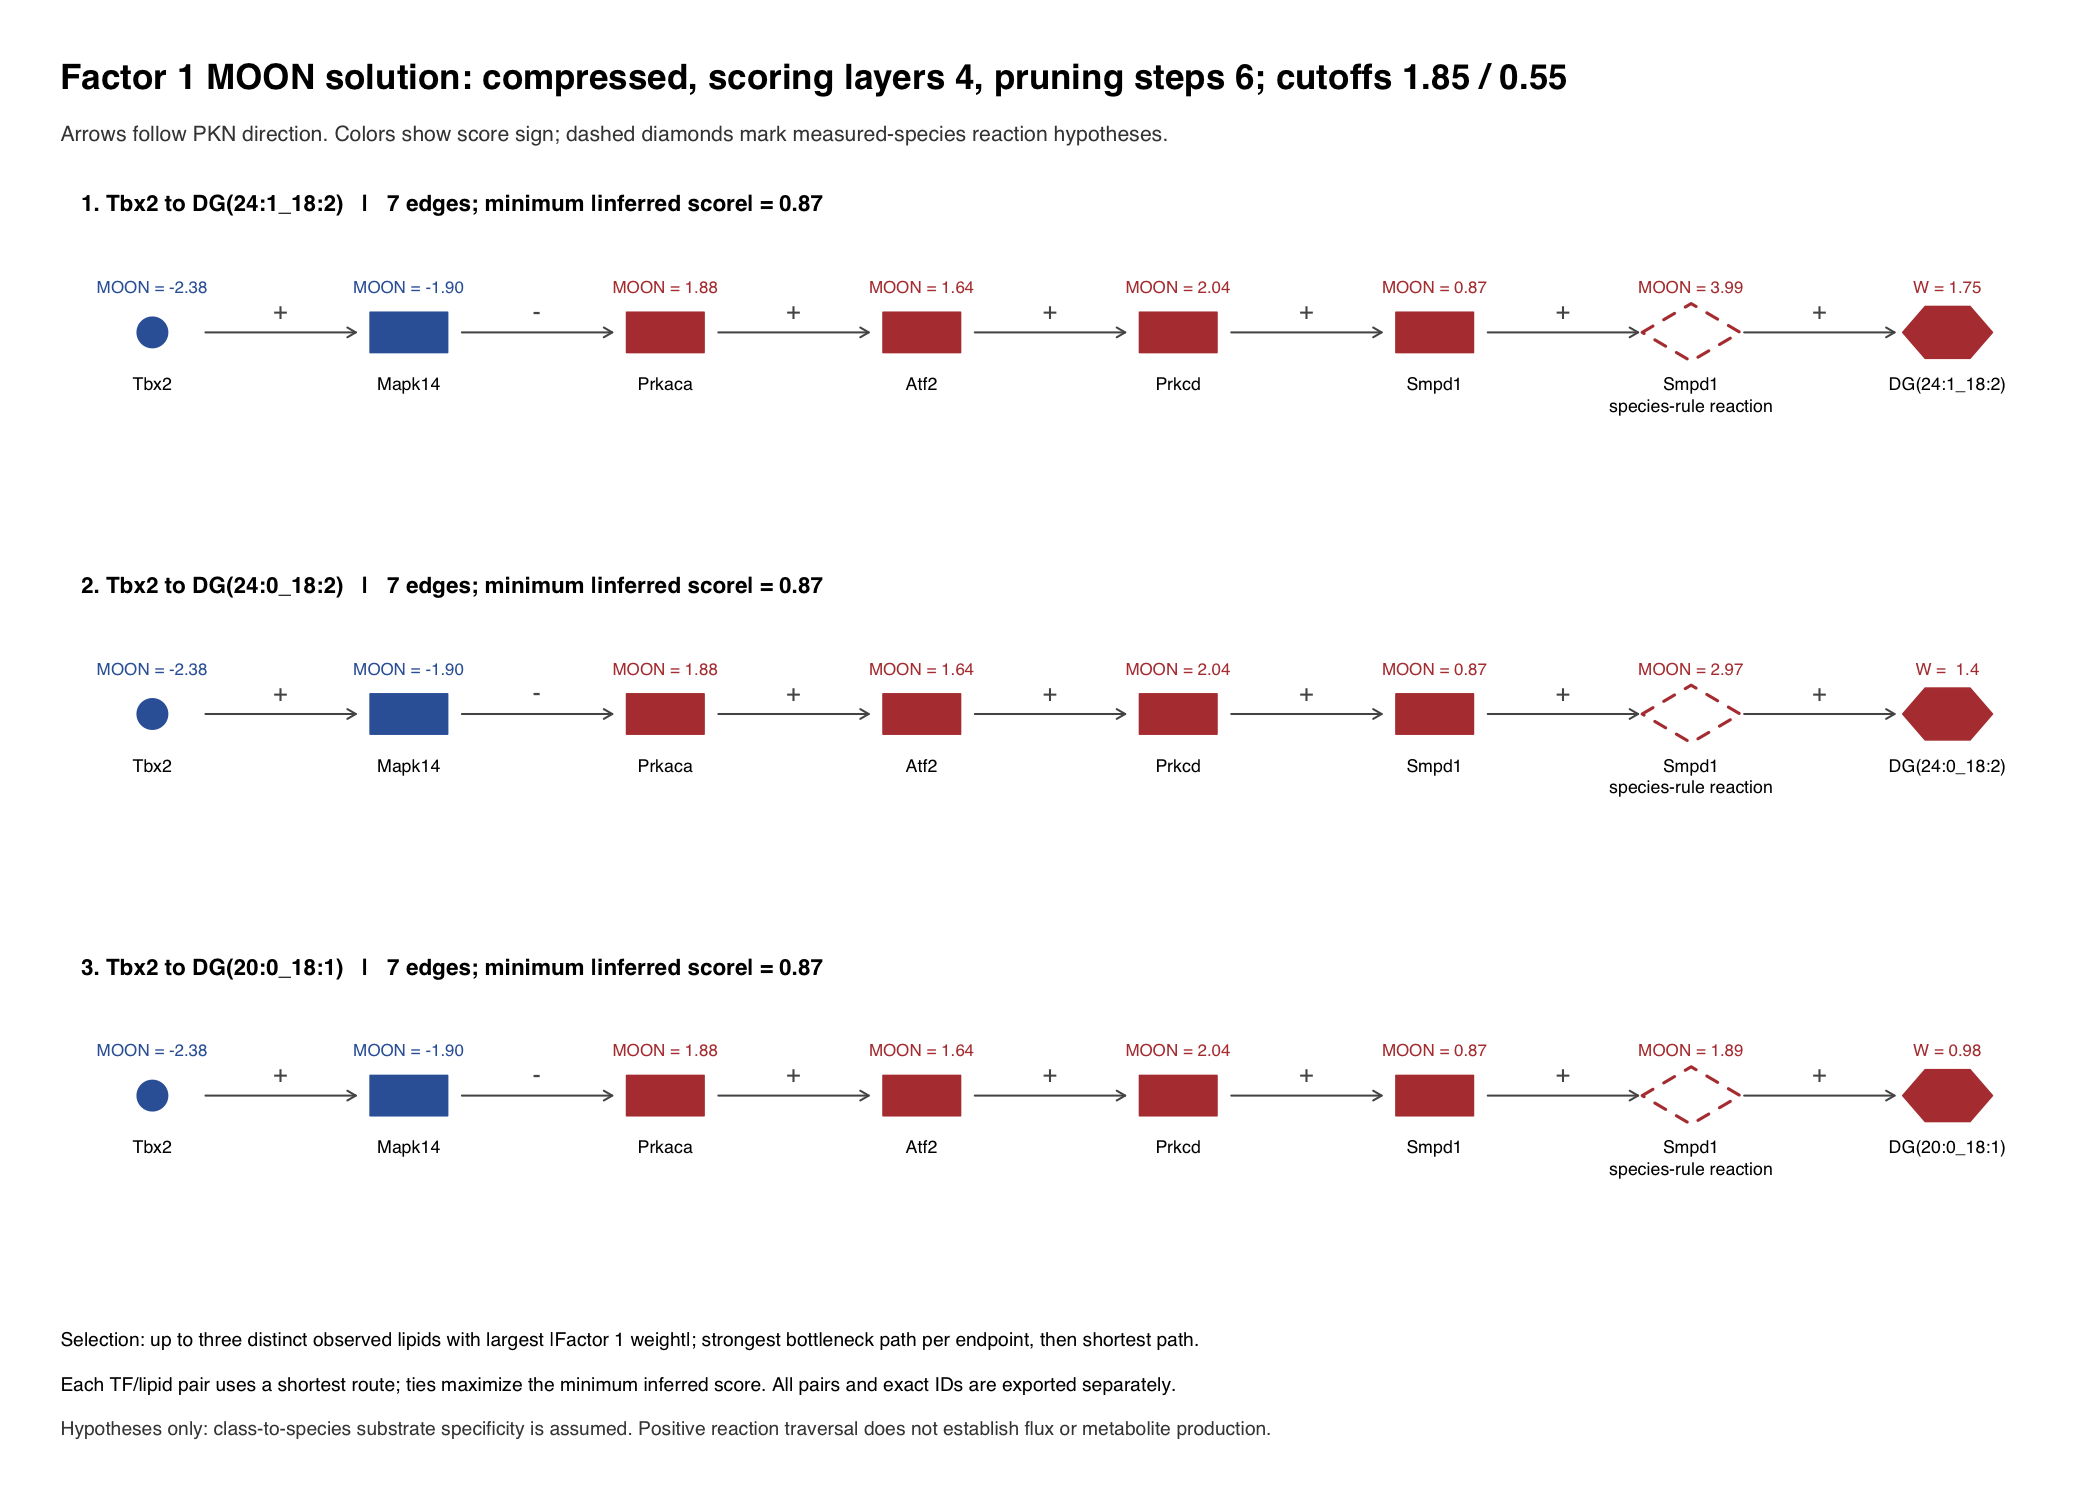 Factor 1 MOON solution: compressed, scoring layers 4, pruning steps 6; cutoffs 1.85 / 0.55
Arrows follow PKN direction. Colors show score sign; dashed diamonds mark measured-species reaction hypotheses.
1. Tbx2 to DG(24:1_18:2) | 7 edges; minimum |inferred score| = 0.87
MOON = -2.38 MOON = -1.90 MOON = 1.88 MOON = 1.64 MOON = 2.04 MOON = 0.87 MOON = 3.99 W = 1.75
+ - + + + + +
Tbx2 Mapk14 Prkaca Atf2 Prkcd Smpd1 Smpd1 DG(24:1_18:2)
species-rule reaction
2. Tbx2 to DG(24:0_18:2) | 7 edges; minimum |inferred score| = 0.87
MOON = -2.38 MOON = -1.90 MOON = 1.88 MOON = 1.64 MOON = 2.04 MOON = 0.87 MOON = 2.97 W = 1.4
+ - + + + + +
Tbx2 Mapk14 Prkaca Atf2 Prkcd Smpd1 Smpd1 DG(24:0_18:2)
species-rule reaction
3. Tbx2 to DG(20:0_18:1) | 7 edges; minimum |inferred score| = 0.87
MOON = -2.38 MOON = -1.90 MOON = 1.88 MOON = 1.64 MOON = 2.04 MOON = 0.87 MOON = 1.89 W = 0.98
+ - + + + + +
Tbx2 Mapk14 Prkaca Atf2 Prkcd Smpd1 Smpd1 DG(20:0_18:1)
species-rule reaction
Selection: up to three distinct observed lipids with largest |Factor 1 weight|; strongest bottleneck path per endpoint, then shortest path.
Each TF/lipid pair uses a shortest route; ties maximize the minimum inferred score. All pairs and exact IDs are exported separately.
Hypotheses only: class-to-species substrate specificity is assumed. Positive reaction traversal does not establish flux or metabolite production.